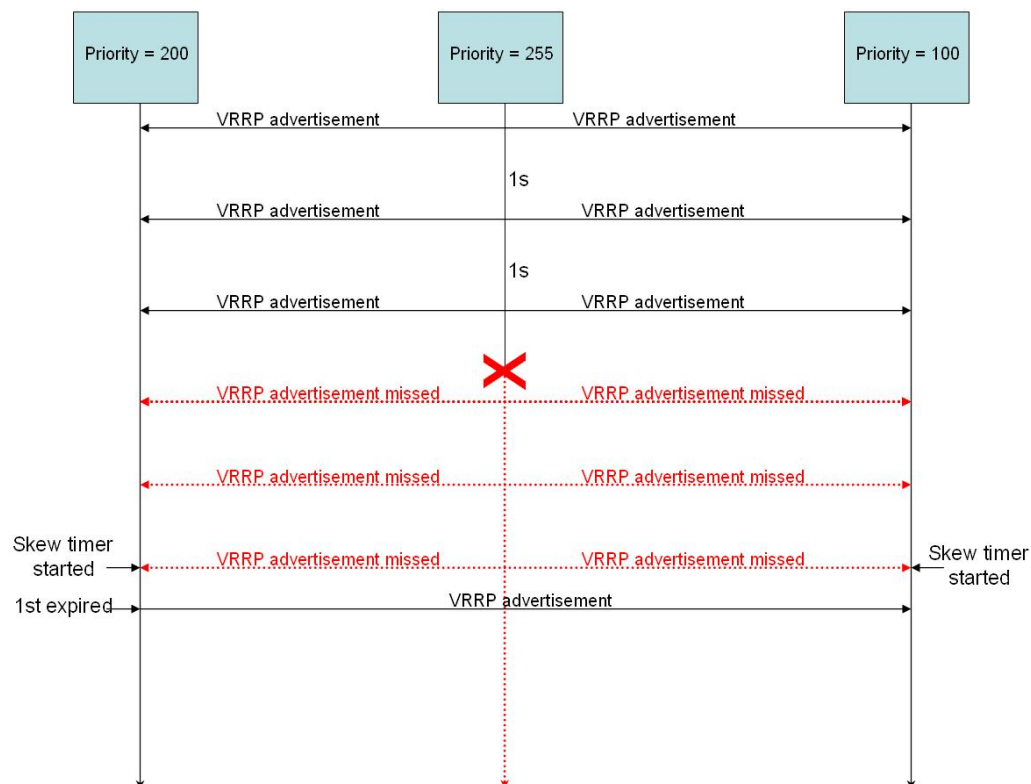 Priority = 200
Priority = 255
Priority = 100
VRRP advertisement
VRRP advertisement
1s
VRRP advertisement
VRRP advertisement
1s
VRRP advertisement
VRRP advertisement
VRRP advertisement missed
VRRP advertisement missed
VRRP advertisement missed
VRRP advertisement missed
Skew timer
started
VRRP advertisement missed
VRRP advertisement missed
Skew timer
started
1st expired
VRRP advertisement